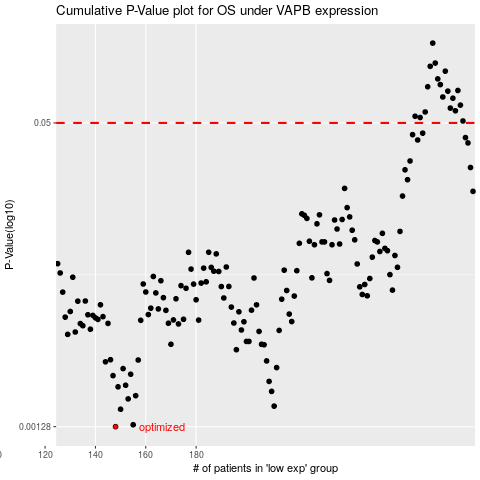 Cumulative P-Value plot for OS under VAPB expression
0.05
P-Value(log10)
0.00128
optimized
0 120 140 160 180
# of patients in 'low exp' group